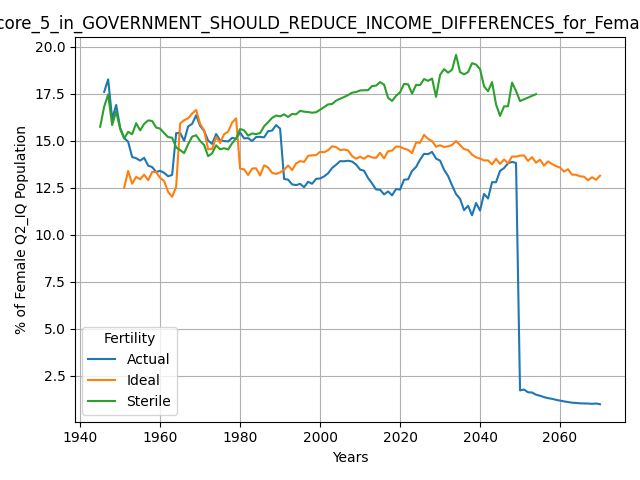 core_5_in_GOVERNMENT_SHOULD_REDUCE_INCOME_DIFFERENCES_for_Fema
20.0
17.5
15.0
12.5
10.0
7.5
5.0
2.5
% of Female Q2_IQ Population
Fertility
Actual
Ideal
Sterile
1940
1960
1980
2000
2020
2040
2060
Years